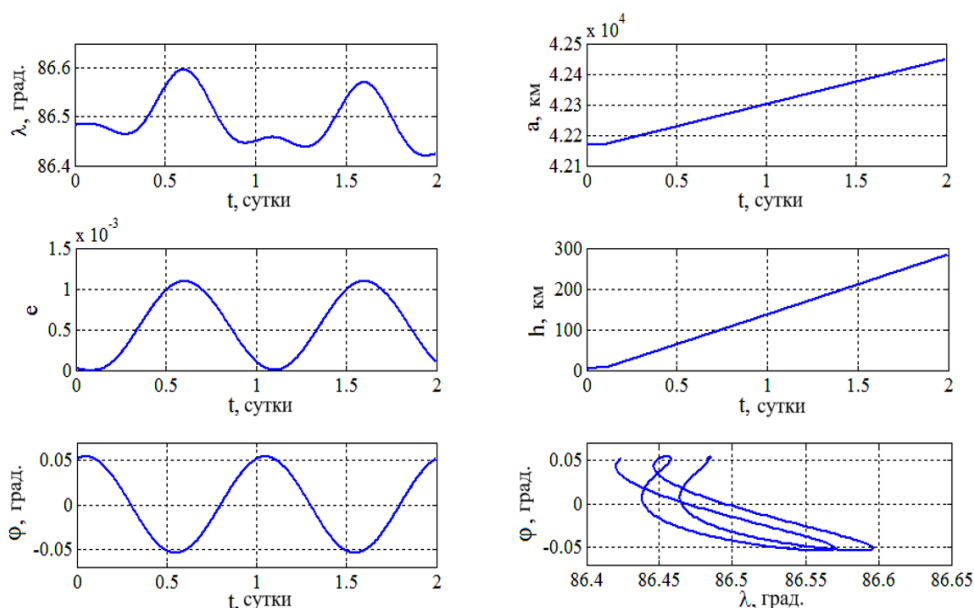 λ, град.
86.6
86.5
86.4
0 0.5 1 1.5 2
t, сутки
x 10⁴
a, км
4.25
4.24
4.23
4.22
4.21
0 0.5 1 1.5 2
t, сутки
x 10⁻³
e
1.5
1
0.5
0
0 0.5 1 1.5 2
t, сутки
h, км
300
200
100
0
0 0.5 1 1.5 2
t, сутки
φ, град.
0.05
0
-0.05
0 0.5 1 1.5 2
t, сутки
φ, град.
0.05
0
-0.05
86.4 86.45 86.5 86.55 86.6 86.65
λ, град.